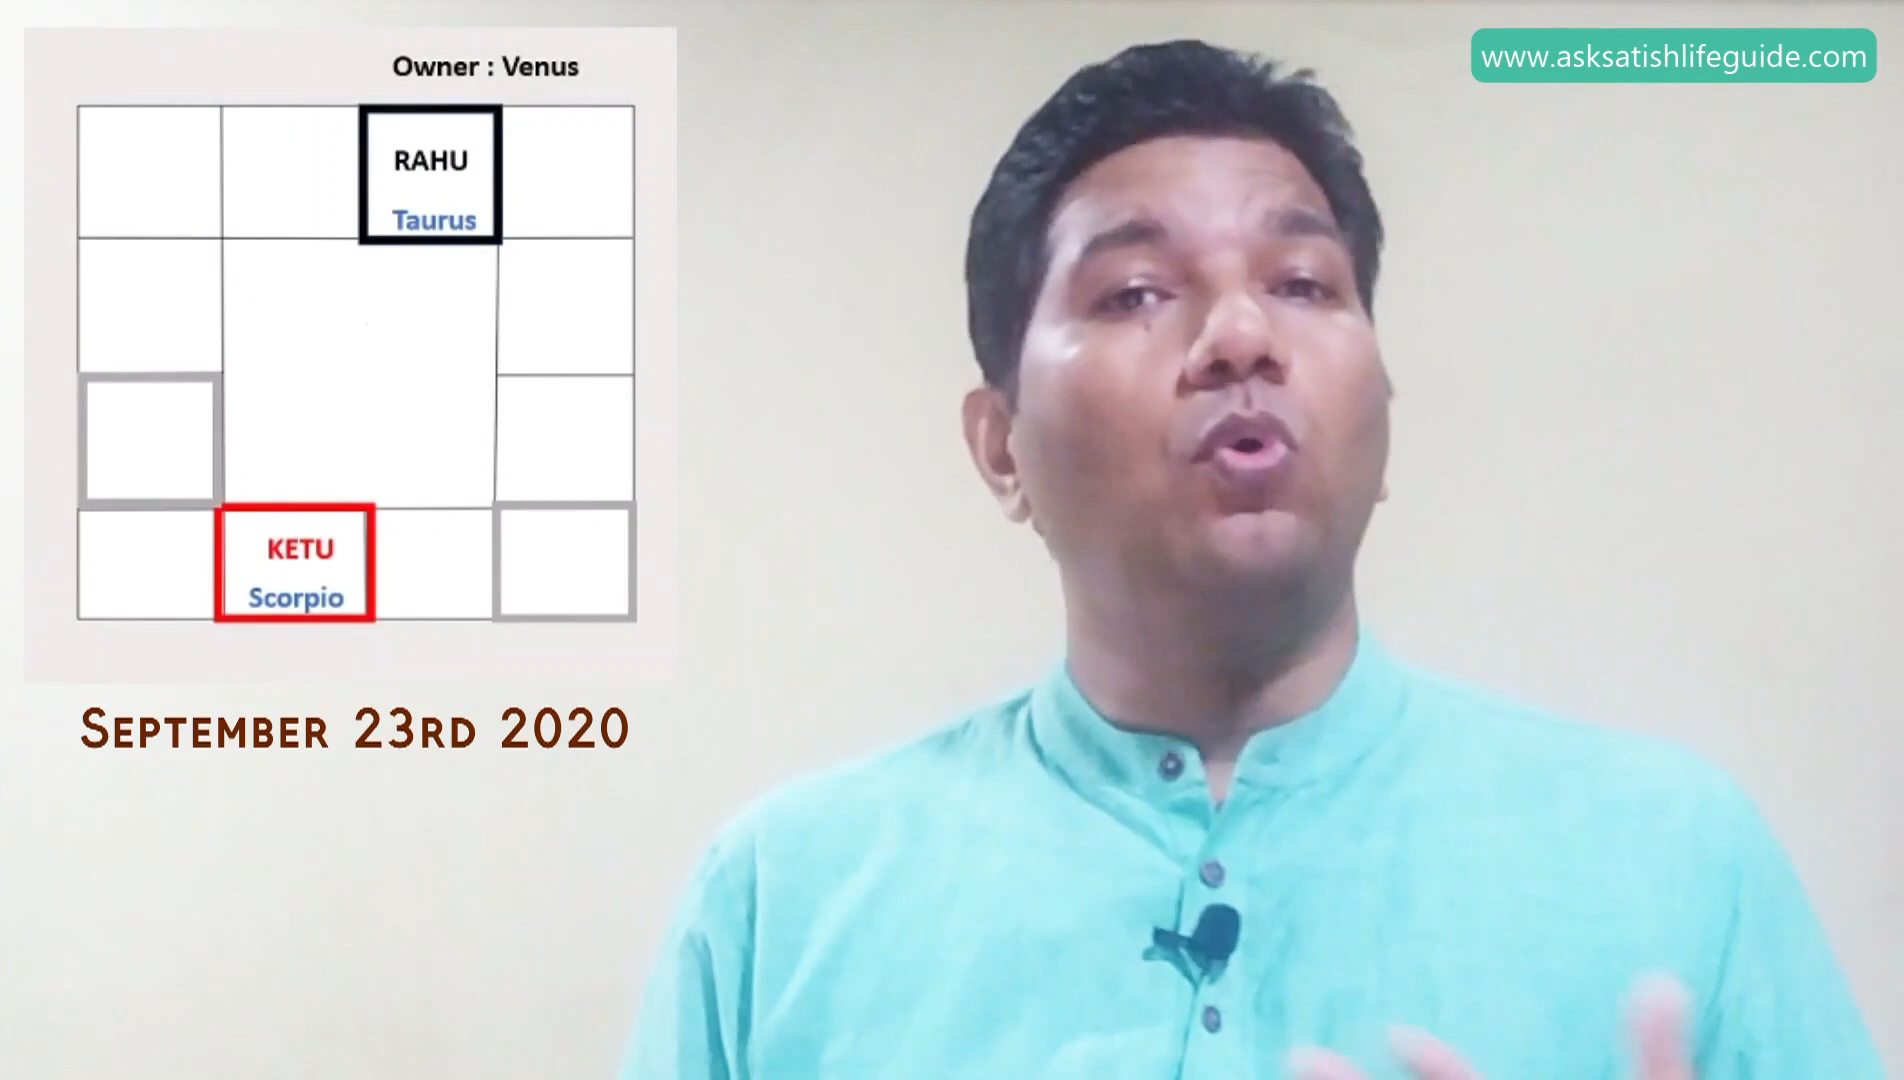 Owner : Venus
RAHU
Taurus
KETU
Scorpio
September 23rd 2020
www.asksatishlifeguide.com